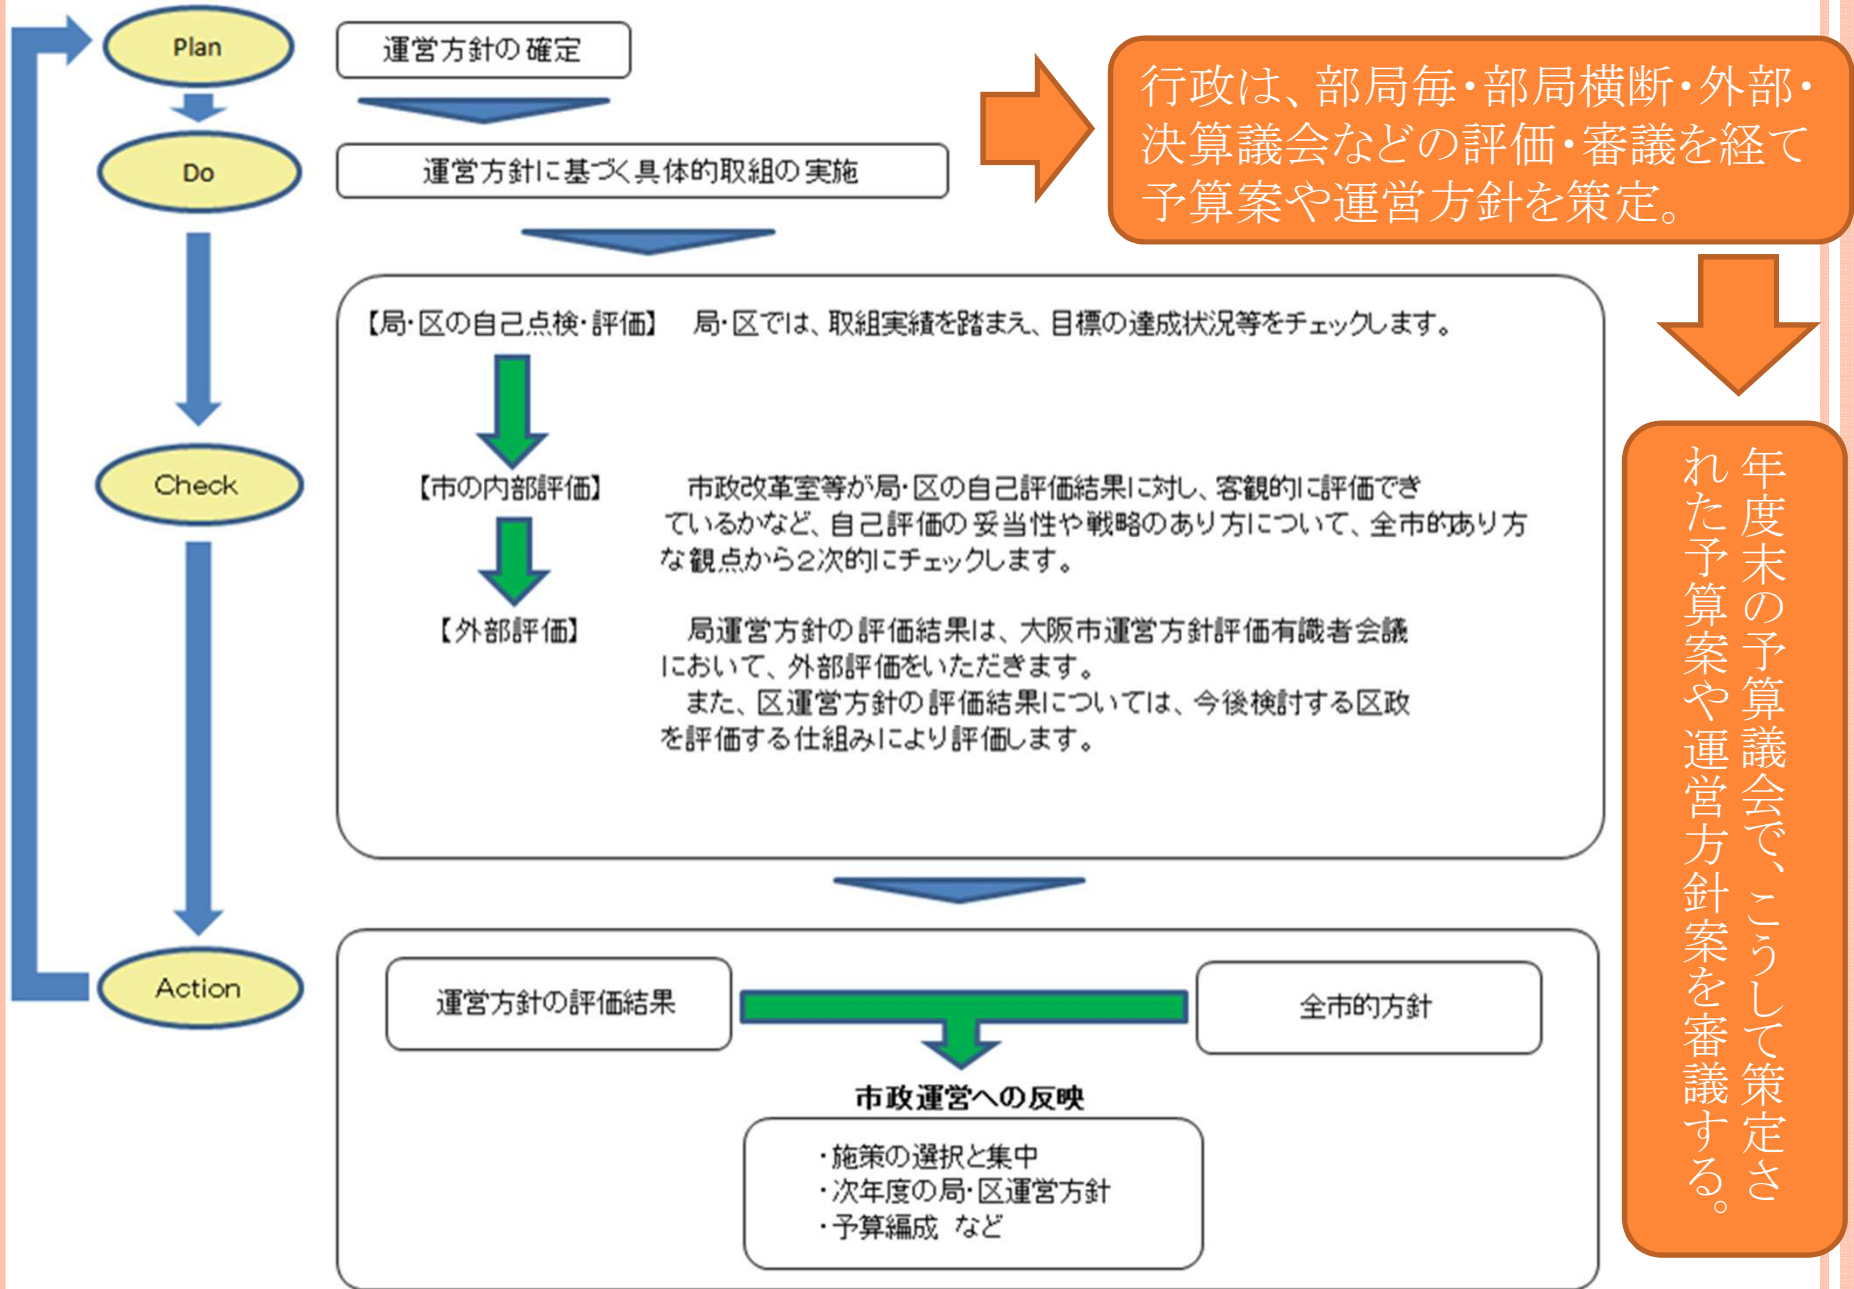 Plan
運営方針の確定
行政は、部局毎・部局横断・外部・
決算議会などの評価・審議を経て
予算案や運営方針を策定。
Do
運営方針に基づく具体的取組の実施
【局・区の自己点検・評価】　局・区では、取組実績を踏まえ、目標の達成状況等をチェックします。
Check
【市の内部評価】　市政改革室等が局・区の自己評価結果に対し、客観的に評価でき
ているかなど、自己評価の妥当性や戦略のあり方について、全市的あり方
な観点から２次的にチェックします。
【外部評価】　局運営方針の評価結果は、大阪市運営方針評価有識者会議
において、外部評価をいただきます。
また、区運営方針の評価結果については、今後検討する区政
を評価する仕組みにより評価します。
年度末の予算議会で、こうして策定さ
れた予算案や運営方針案を審議する。
Action
運営方針の評価結果
全市的方針
市政運営への反映
・施策の選択と集中
・次年度の局・区運営方針
・予算編成 など